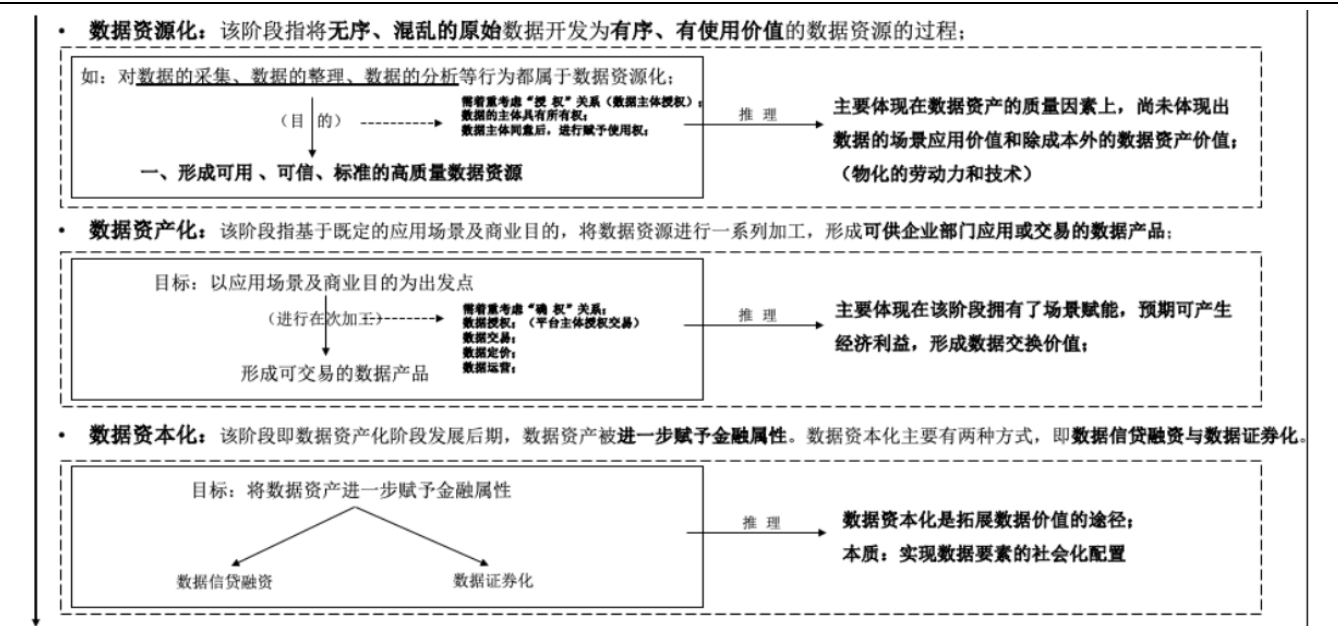 • 数据资源化：该阶段指将无序、混乱的原始数据开发为有序、有使用价值的数据资源的过程；
如：对数据的采集、数据的整理、数据的分析等行为都属于数据资源化；
（目 的）
需着重考虑“授 权”关系（数据主体授权）；
数据的主体具有所有权；
数据主体同意后，进行赋予使用权；
一、形成可用 、可信、标准的高质量数据资源
推 理
主要体现在数据资产的质量因素上，尚未体现出
数据的场景应用价值和除成本外的数据资产价值；
（物化的劳动力和技术）
• 数据资产化：该阶段指基于既定的应用场景及商业目的，将数据资源进行一系列加工，形成可供企业部门应用或交易的数据产品；
目标：以应用场景及商业目的为出发点
（进行在次加工）
需着重考虑“确 权”关系；
数据授权；（平台主体授权交易）
数据交易；
数据定价；
数据运营；
形成可交易的数据产品
推 理
主要体现在该阶段拥有了场景赋能，预期可产生
经济利益，形成数据交换价值；
• 数据资本化：该阶段即数据资产化阶段发展后期，数据资产被进一步赋予金融属性。数据资本化主要有两种方式，即数据信贷融资与数据证券化。
目标：将数据资产进一步赋予金融属性
数据信贷融资
数据证券化
推 理
数据资本化是拓展数据价值的途径；
本质：实现数据要素的社会化配置